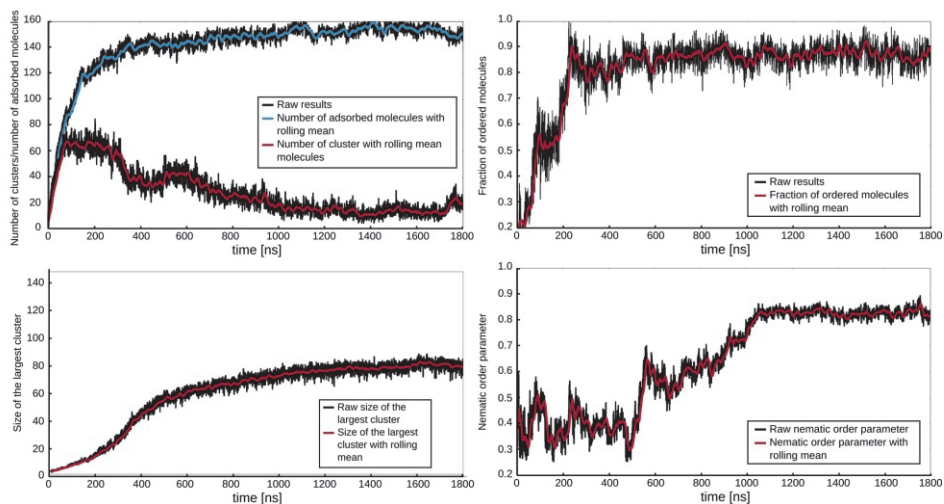 160
140
120
100
80
60
40
20
0
Number of clusters/number of adsorbed molecules
Raw results
Number of adsorbed molecules with
rolling mean
Number of cluster with rolling mean
molecules
0 200 400 600 800 1000 1200 1400 1600 1800
time [ns]
1.0
0.9
0.8
0.7
0.6
0.5
0.4
0.3
0.2
Fraction of ordered molecules
Raw results
Fraction of ordered molecules
with rolling mean
0 200 400 600 800 1000 1200 1400 1600 1800
time [ns]
140
120
100
80
60
40
20
0
Size of the largest cluster
Raw size of the
largest cluster
Size of the largest
cluster with rolling
mean
0 200 400 600 800 1000 1200 1400 1600 1800
time [ns]
1.0
0.9
0.8
0.7
0.6
0.5
0.4
0.3
0.2
Nematic order parameter
Raw nematic order parameter
Nematic order parameter with
rolling mean
0 200 400 600 800 1000 1200 1400 1600 1800
time [ns]